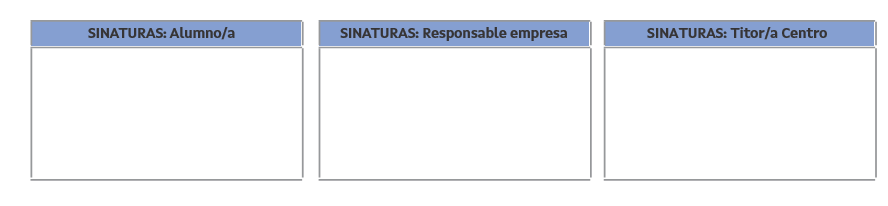 SINATURAS: Alumno/a
SINATURAS: Responsable empresa
SINATURAS: Titor/a Centro